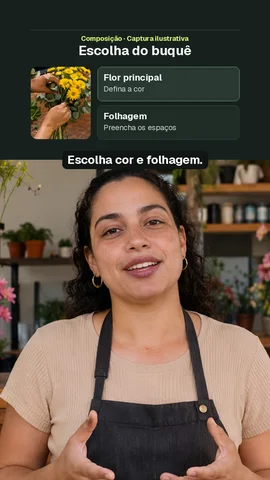 Composição · Captura ilustrativa
Escolha do buquê
Flor principal
Defina a cor
Folhagem
Preencha os espaços
Escolha cor e folhagem.